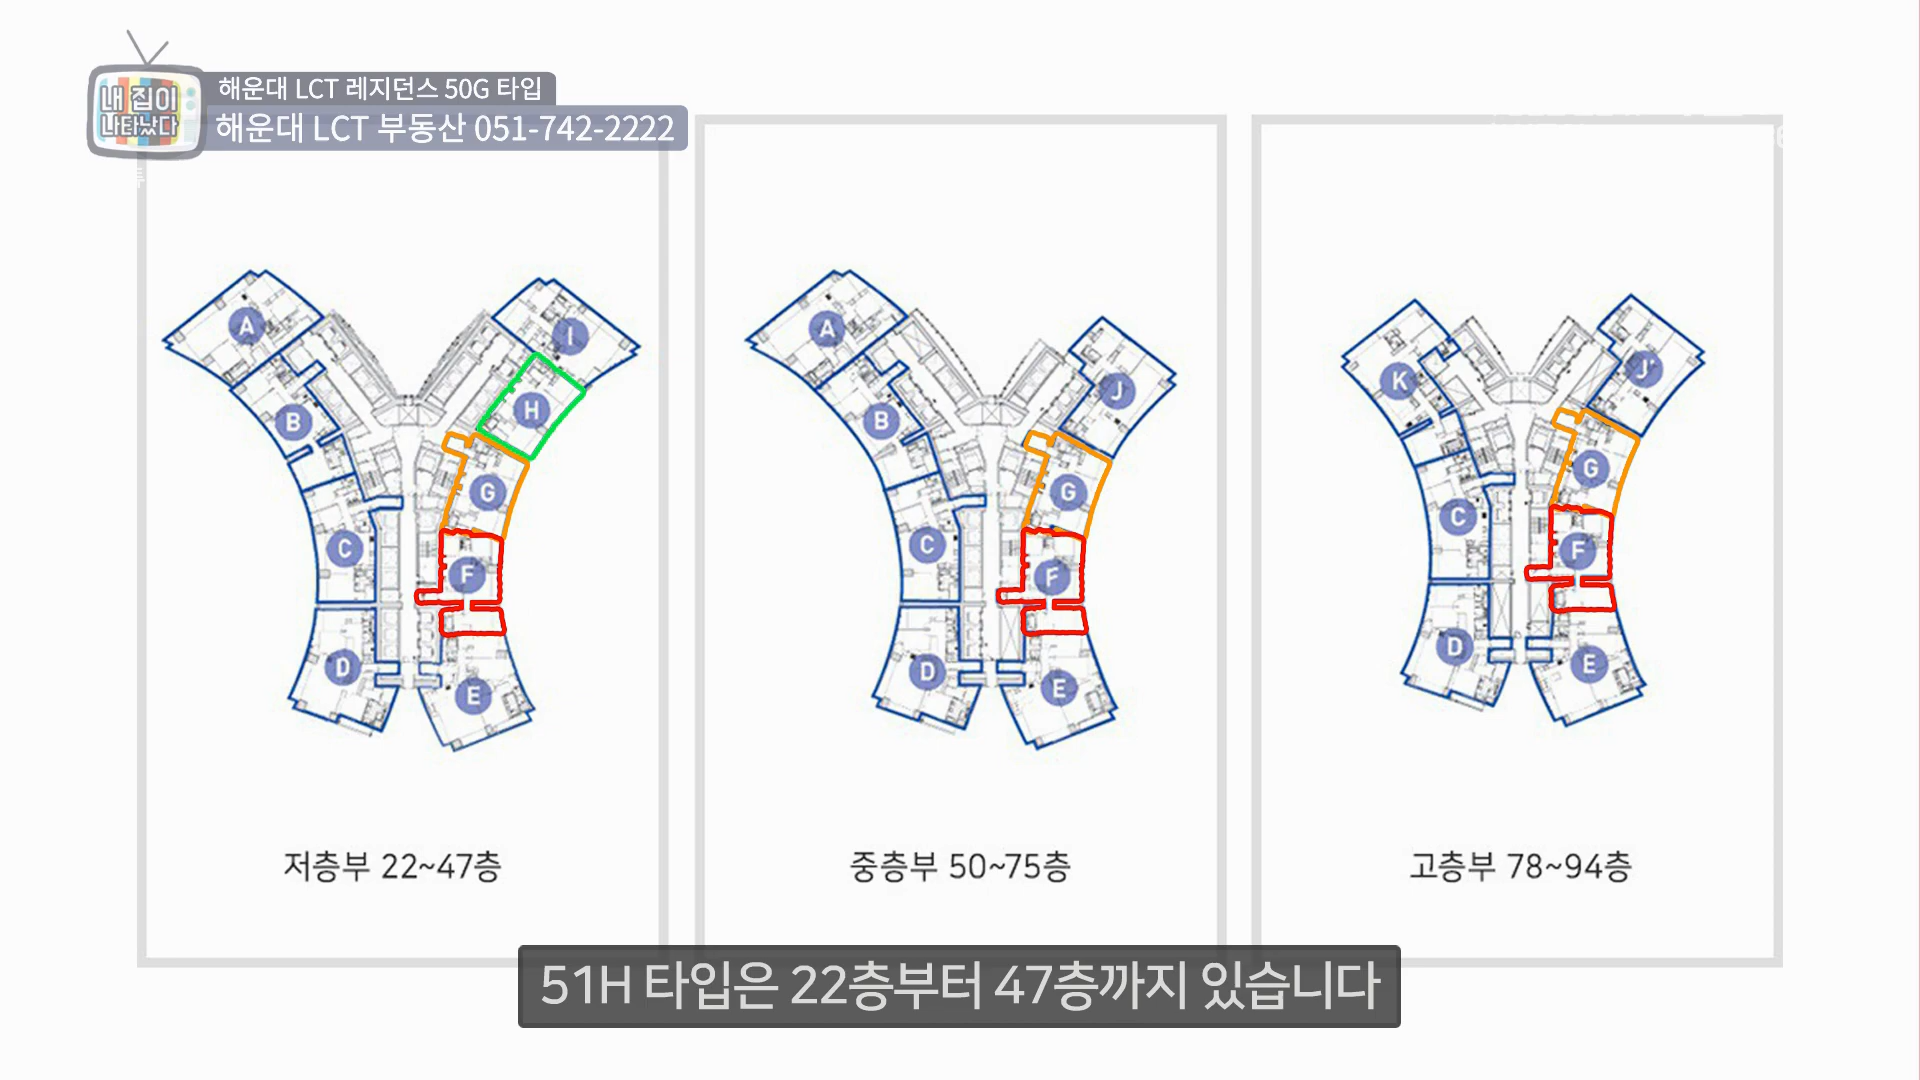 내 집이
나타났다
해운대 LCT 레지던스 50G 타입
해운대 LCT 부동산 051-742-2222
A
I
H
B
G
C
F
D
E
저층부 22~47층
A
J
B
G
C
F
D
E
중층부 50~75층
K
J'
G
C
F
D
E
고층부 78~94층
51H 타입은 22층부터 47층까지 있습니다